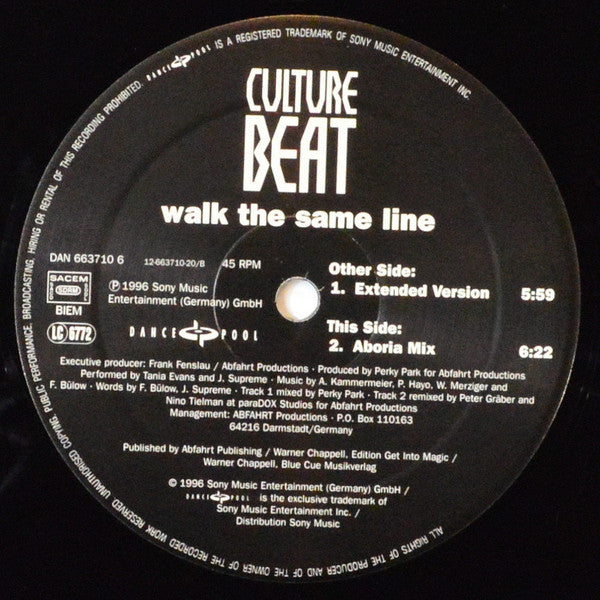 DANCE POOL IS A REGISTERED TRADEMARK OF SONY MUSIC ENTERTAINMENT INC.
CULTURE
BEAT
walk the same line
DAN 663710 6
12-663710-20/B
45 RPM
SACEM
SDRM
BIEM
LC 6772
℗ 1996 Sony Music
Entertainment (Germany) GmbH
DANCE POOL
Other Side:
1. Extended Version 5:59
This Side:
2. Aboria Mix 6:22
Executive producer: Frank Fenslau / Abfahrt Productions · Produced by Perky Park for Abfahrt Productions
Performed by Tania Evans and J. Supreme · Music by A. Kammermeier, P. Hayo, W. Merziger and
F. Bülow · Words by F. Bülow, J. Supreme · Track 1 mixed by Perky Park · Track 2 remixed by Peter Gräber and
Nino Tielman at paraDOX Studios for Abfahrt Productions
Management: ABFAHRT Productions · P.O. Box 110163
64216 Darmstadt/Germany
Published by Abfahrt Publishing / Warner Chappell, Edition Get Into Magic /
Warner Chappell, Blue Cue Musikverlag
© 1996 Sony Music Entertainment (Germany) GmbH /
DANCE POOL is the exclusive trademark of
Sony Music Entertainment Inc. /
Distribution Sony Music
ALL RIGHTS OF THE PRODUCER AND OF THE OWNER OF THE RECORDED WORK RESERVED. UNAUTHORISED COPYING, PUBLIC PERFORMANCE, BROADCASTING, HIRING OR RENTAL OF THIS RECORDING PROHIBITED.